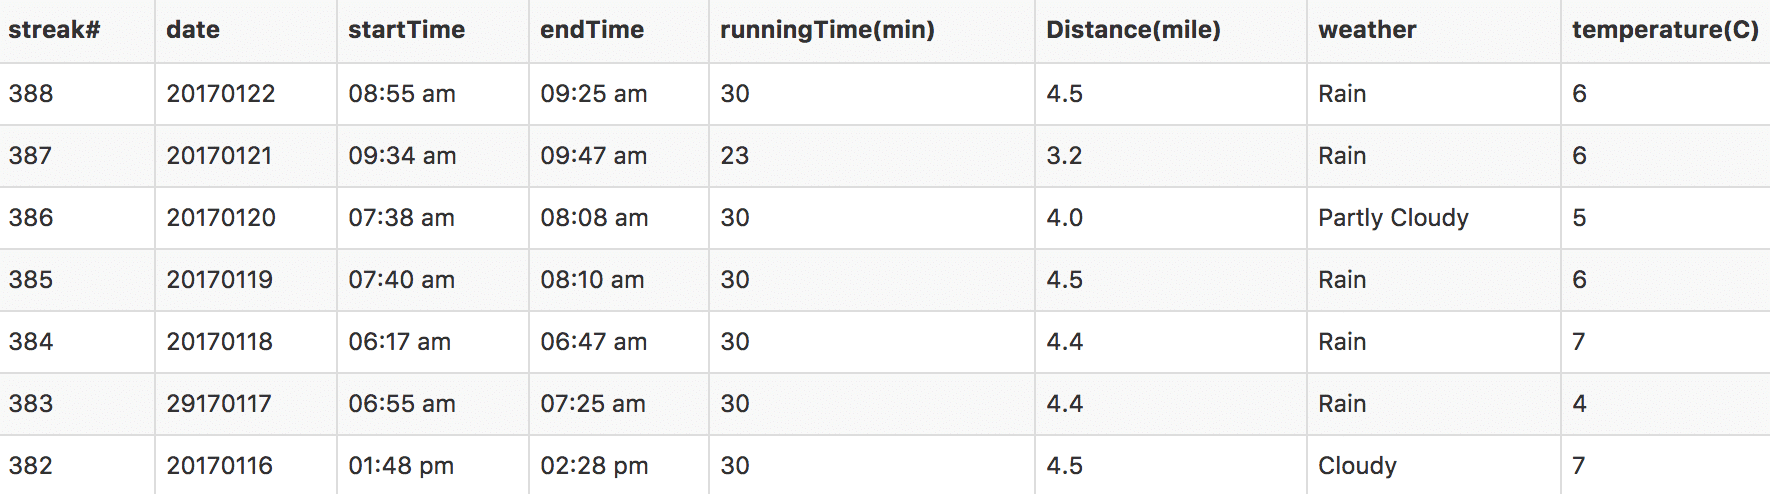 streak# date startTime endTime runningTime(min) Distance(mile) weather temperature(C)
388 20170122 08:55 am 09:25 am 30 4.5 Rain 6
387 20170121 09:34 am 09:47 am 23 3.2 Rain 6
386 20170120 07:38 am 08:08 am 30 4.0 Partly Cloudy 5
385 20170119 07:40 am 08:10 am 30 4.5 Rain 6
384 20170118 06:17 am 06:47 am 30 4.4 Rain 7
383 29170117 06:55 am 07:25 am 30 4.4 Rain 4
382 20170116 01:48 pm 02:28 pm 30 4.5 Cloudy 7